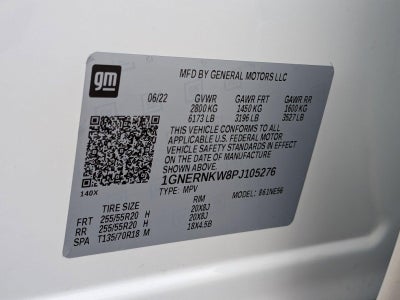 gm
MFD BY GENERAL MOTORS LLC
06/22 GVWR GAWR FRT GAWR RR
2800 KG 1450 KG 1600 KG
6173 LB 3196 LB 3527 LB
THIS VEHICLE CONFORMS TO ALL
APPLICABLE U.S. FEDERAL MOTOR
VEHICLE SAFETY STANDARDS IN
EFFECT ON THE DATE OF MANUFACTURE
SHOWN ABOVE.
1GNERNKW8PJ105276
140X TYPE: MPV MODEL: 861NE56
TIRE SIZE RIM
FRT 255/55R20 H 20X8J
RR 255/55R20 H 20X8J
SPA T135/70R18 M 18X4.5B